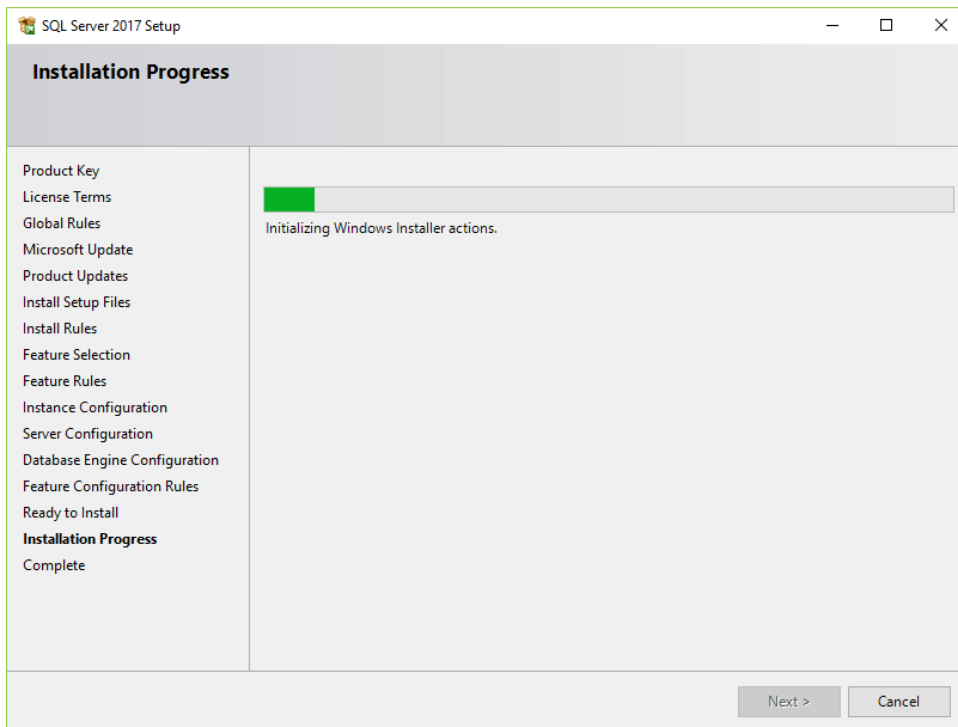 SQL Server 2017 Setup
Installation Progress
Product Key
License Terms
Global Rules
Microsoft Update
Product Updates
Install Setup Files
Install Rules
Feature Selection
Feature Rules
Instance Configuration
Server Configuration
Database Engine Configuration
Feature Configuration Rules
Ready to Install
Installation Progress
Complete
Initializing Windows Installer actions.
Next >
Cancel